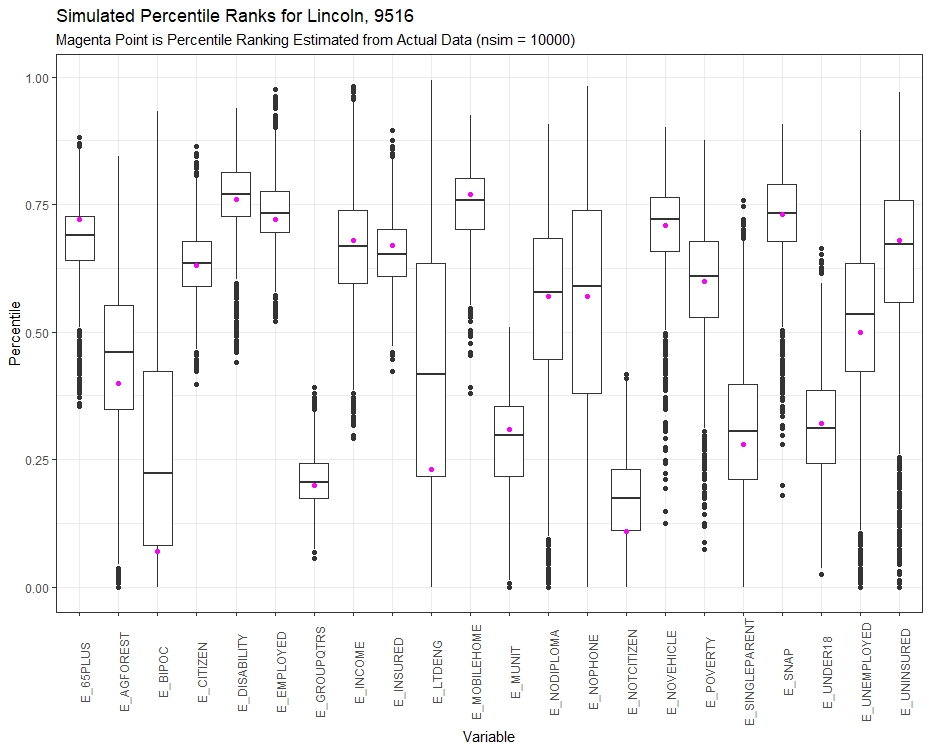 Simulated Percentile Ranks for Lincoln, 9516
Magenta Point is Percentile Ranking Estimated from Actual Data (nsim = 10000)
1.00
0.75
0.50
0.25
0.00
Percentile
E_65PLUS
E_AGFOREST
E_BIPOC
E_CITIZEN
E_DISABILITY
E_EMPLOYED
E_GROUPQTRS
E_INCOME
E_INSURED
E_LTDENG
E_MOBILEHOME
E_MUNIT
E_NODIPLOMA
E_NOPHONE
E_NOTCITIZEN
E_NOVEHICLE
E_POVERTY
E_SINGLEPARENT
E_SNAP
E_UNDER18
E_UNEMPLOYED
E_UNINSURED
Variable